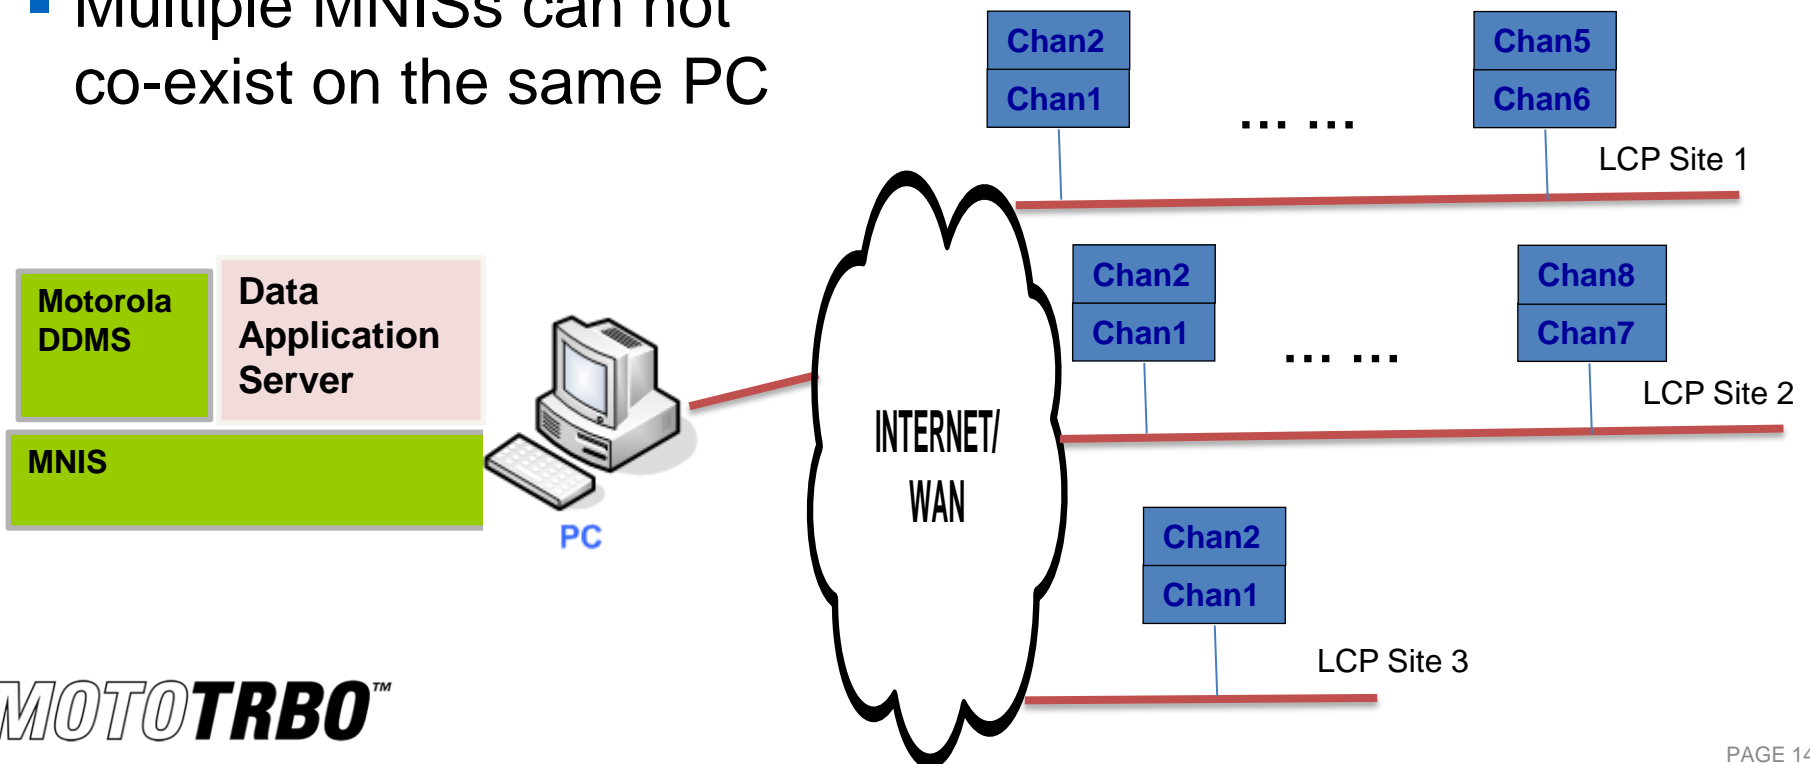 Multiple MNISs can not
co-exist on the same PC
Chan2
Chan1
... ...
Chan5
Chan6
LCP Site 1
Motorola
DDMS
Data
Application
Server
MNIS
PC
INTERNET/
WAN
Chan2
Chan1
... ...
Chan8
Chan7
LCP Site 2
Chan2
Chan1
LCP Site 3
MOTOTRBO™
PAGE 14